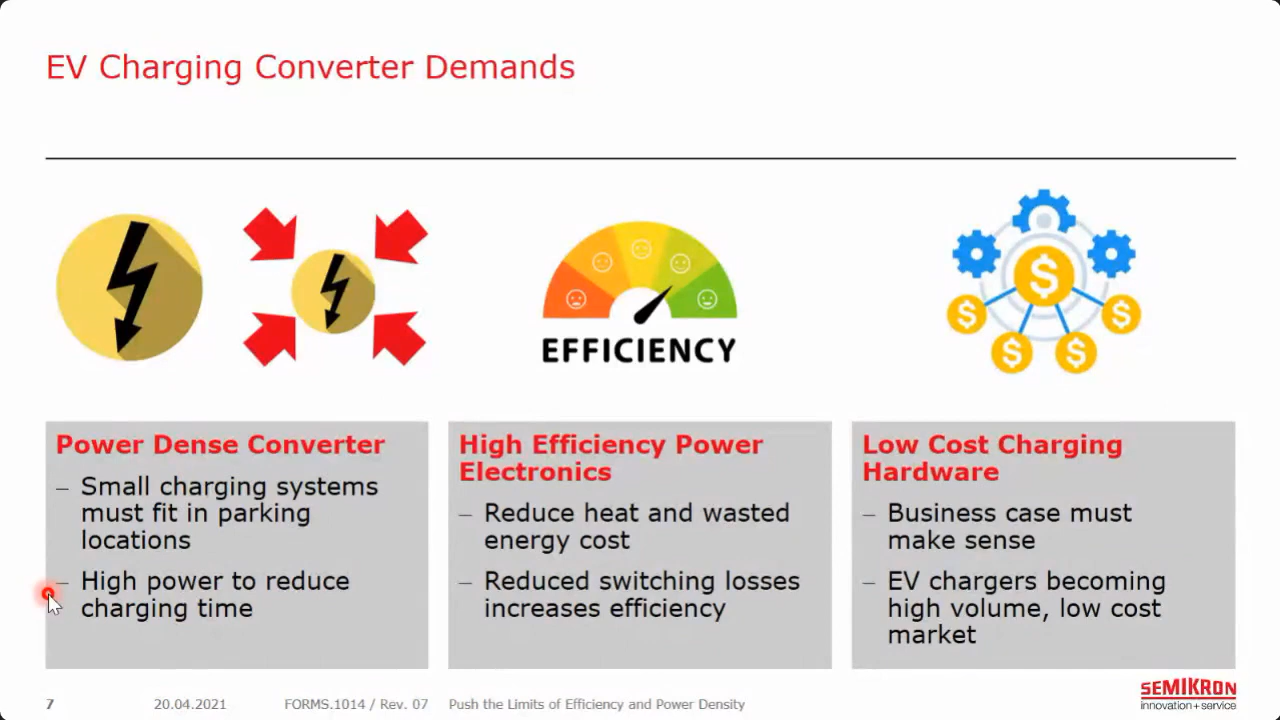 EV Charging Converter Demands
EFFICIENCY
$
$
$
$
$
Power Dense Converter
– Small charging systems
must fit in parking
locations
– High power to reduce
charging time
High Efficiency Power
Electronics
– Reduce heat and wasted
energy cost
– Reduced switching losses
increases efficiency
Low Cost Charging
Hardware
– Business case must
make sense
– EV chargers becoming
high volume, low cost
market
7
20.04.2021
FORMS.1014 / Rev. 07
Push the Limits of Efficiency and Power Density
SEMIKRON
innovation+service